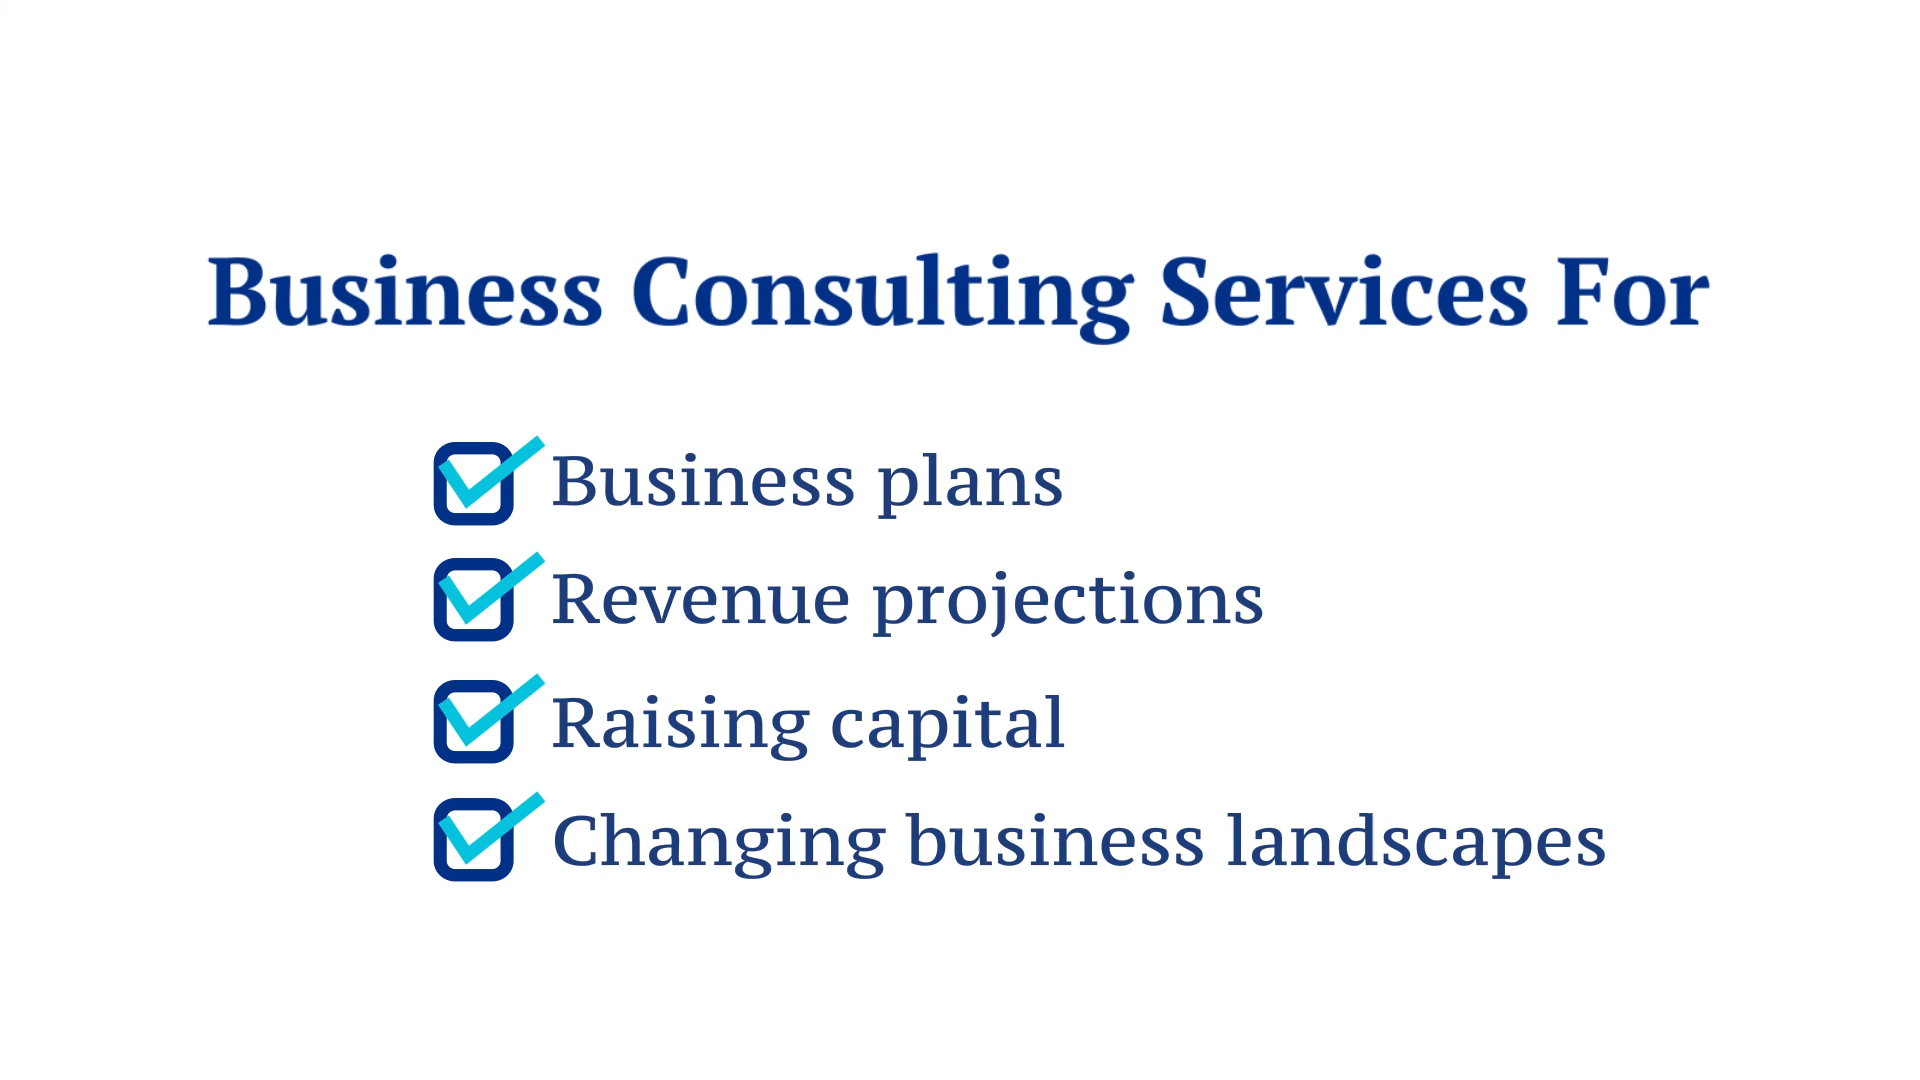 Business Consulting Services For
Business plans
Revenue projections
Raising capital
Changing business landscapes